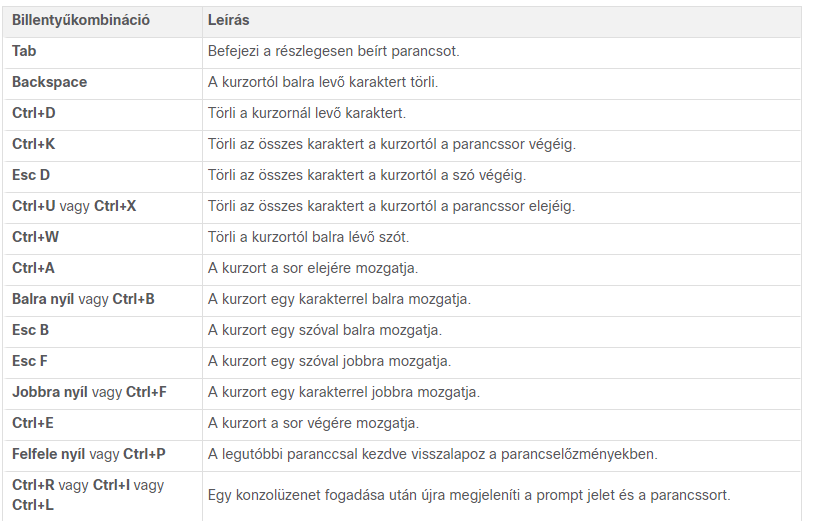 Billentyűkombináció Leírás
Tab Befejezi a részlegesen beírt parancsot.
Backspace A kurzortól balra levő karaktert törli.
Ctrl+D Törli a kurzornál levő karaktert.
Ctrl+K Törli az összes karaktert a kurzortól a parancssor végéig.
Esc D Törli az összes karaktert a kurzortól a szó végéig.
Ctrl+U vagy Ctrl+X Törli az összes karaktert a kurzortól a parancssor elejéig.
Ctrl+W Törli a kurzortól balra lévő szót.
Ctrl+A A kurzort a sor elejére mozgatja.
Balra nyíl vagy Ctrl+B A kurzort egy karakterrel balra mozgatja.
Esc B A kurzort egy szóval balra mozgatja.
Esc F A kurzort egy szóval jobbra mozgatja.
Jobbra nyíl vagy Ctrl+F A kurzort egy karakterrel jobbra mozgatja.
Ctrl+E A kurzort a sor végére mozgatja.
Felfele nyíl vagy Ctrl+P A legutóbbi paranccsal kezdve visszalapoz a parancselőzményekben.
Ctrl+R vagy Ctrl+I vagy
Ctrl+L
Egy konzolüzenet fogadása után újra megjeleníti a prompt jelet és a parancssort.